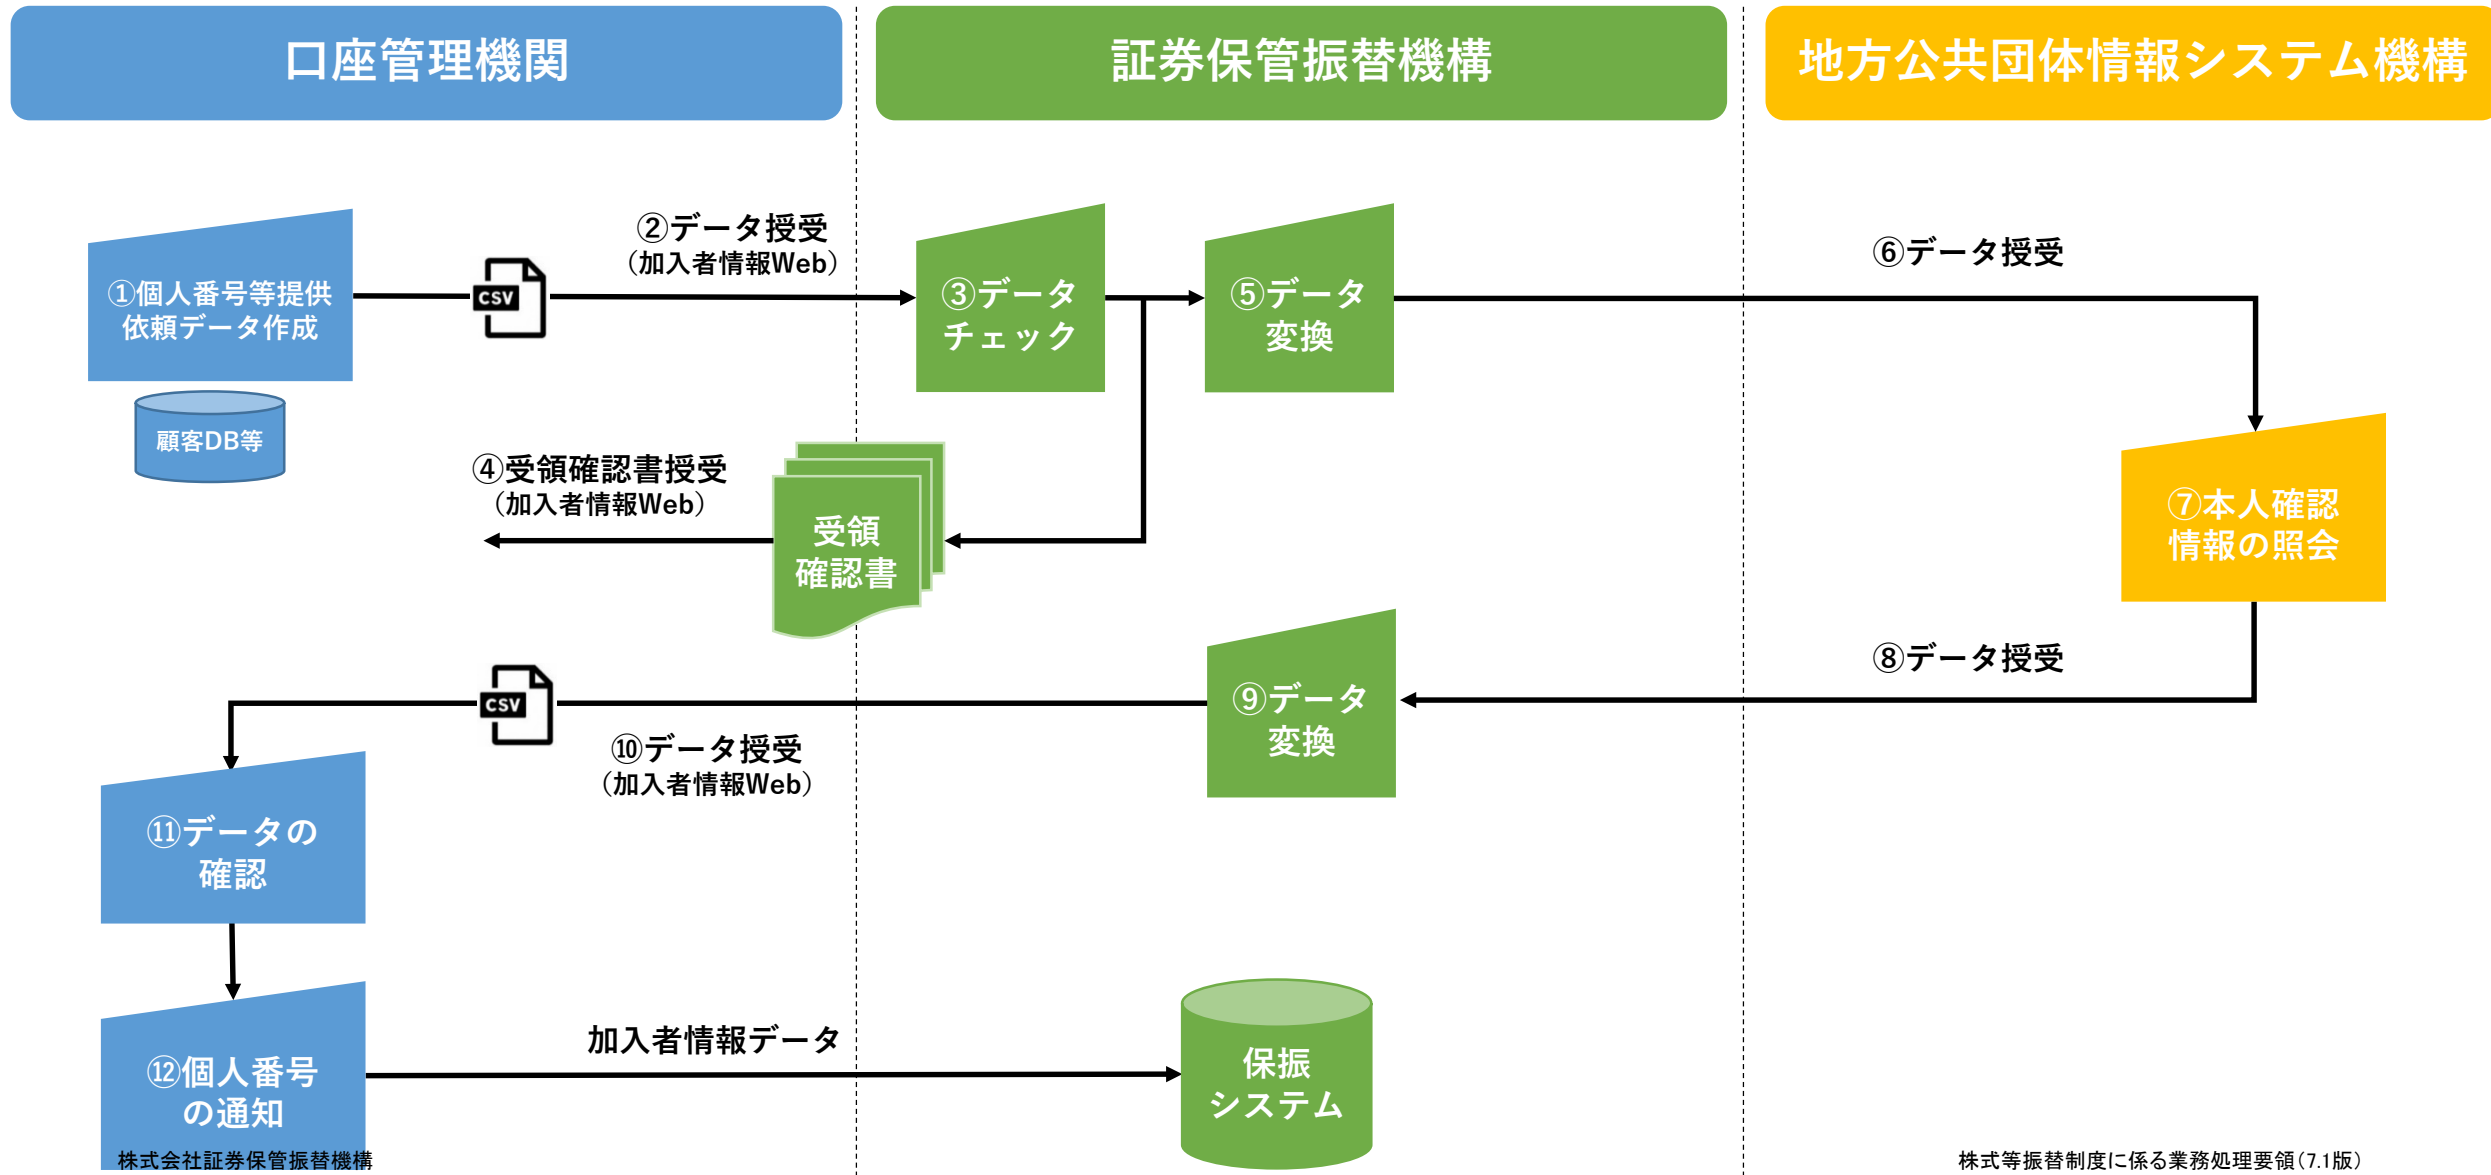 口座管理機関
証券保管振替機構
地方公共団体情報システム機構
①個人番号等提供
依頼データ作成
顧客DB等
CSV
②データ授受
（加入者情報Web）
③データ
チェック
⑤データ
変換
⑥データ授受
④受領確認書授受
（加入者情報Web）
受領
確認書
⑦本人確認
情報の照会
⑧データ授受
⑨データ
変換
CSV
⑩データ授受
（加入者情報Web）
⑪データの
確認
⑫個人番号
の通知
加入者情報データ
保振
システム
株式会社証券保管振替機構
株式等振替制度に係る業務処理要領（7.1版）